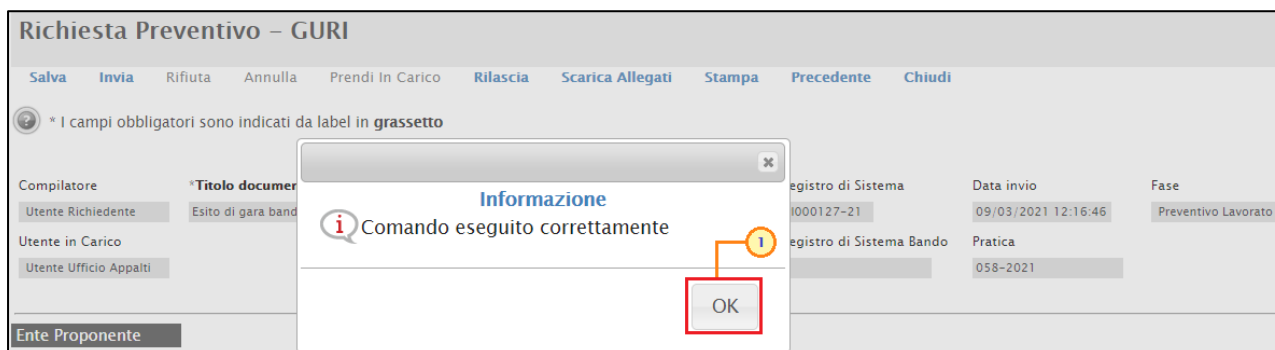 Richiesta Preventivo – GURI
Salva Invia Rifiuta Annulla Prendi In Carico Rilascia Scarica Allegati Stampa Precedente Chiudi
* I campi obbligatori sono indicati da label in grassetto
Compilatore *Titolo documen egistro di Sistema Data invio Fase
Utente Richiedente Esito di gara band I000127-21 09/03/2021 12:16:46 Preventivo Lavorato
Informazione
Comando eseguito correttamente
1
OK
Utente in Carico egistro di Sistema Bando Pratica
Utente Ufficio Appalti 058-2021
Ente Proponente